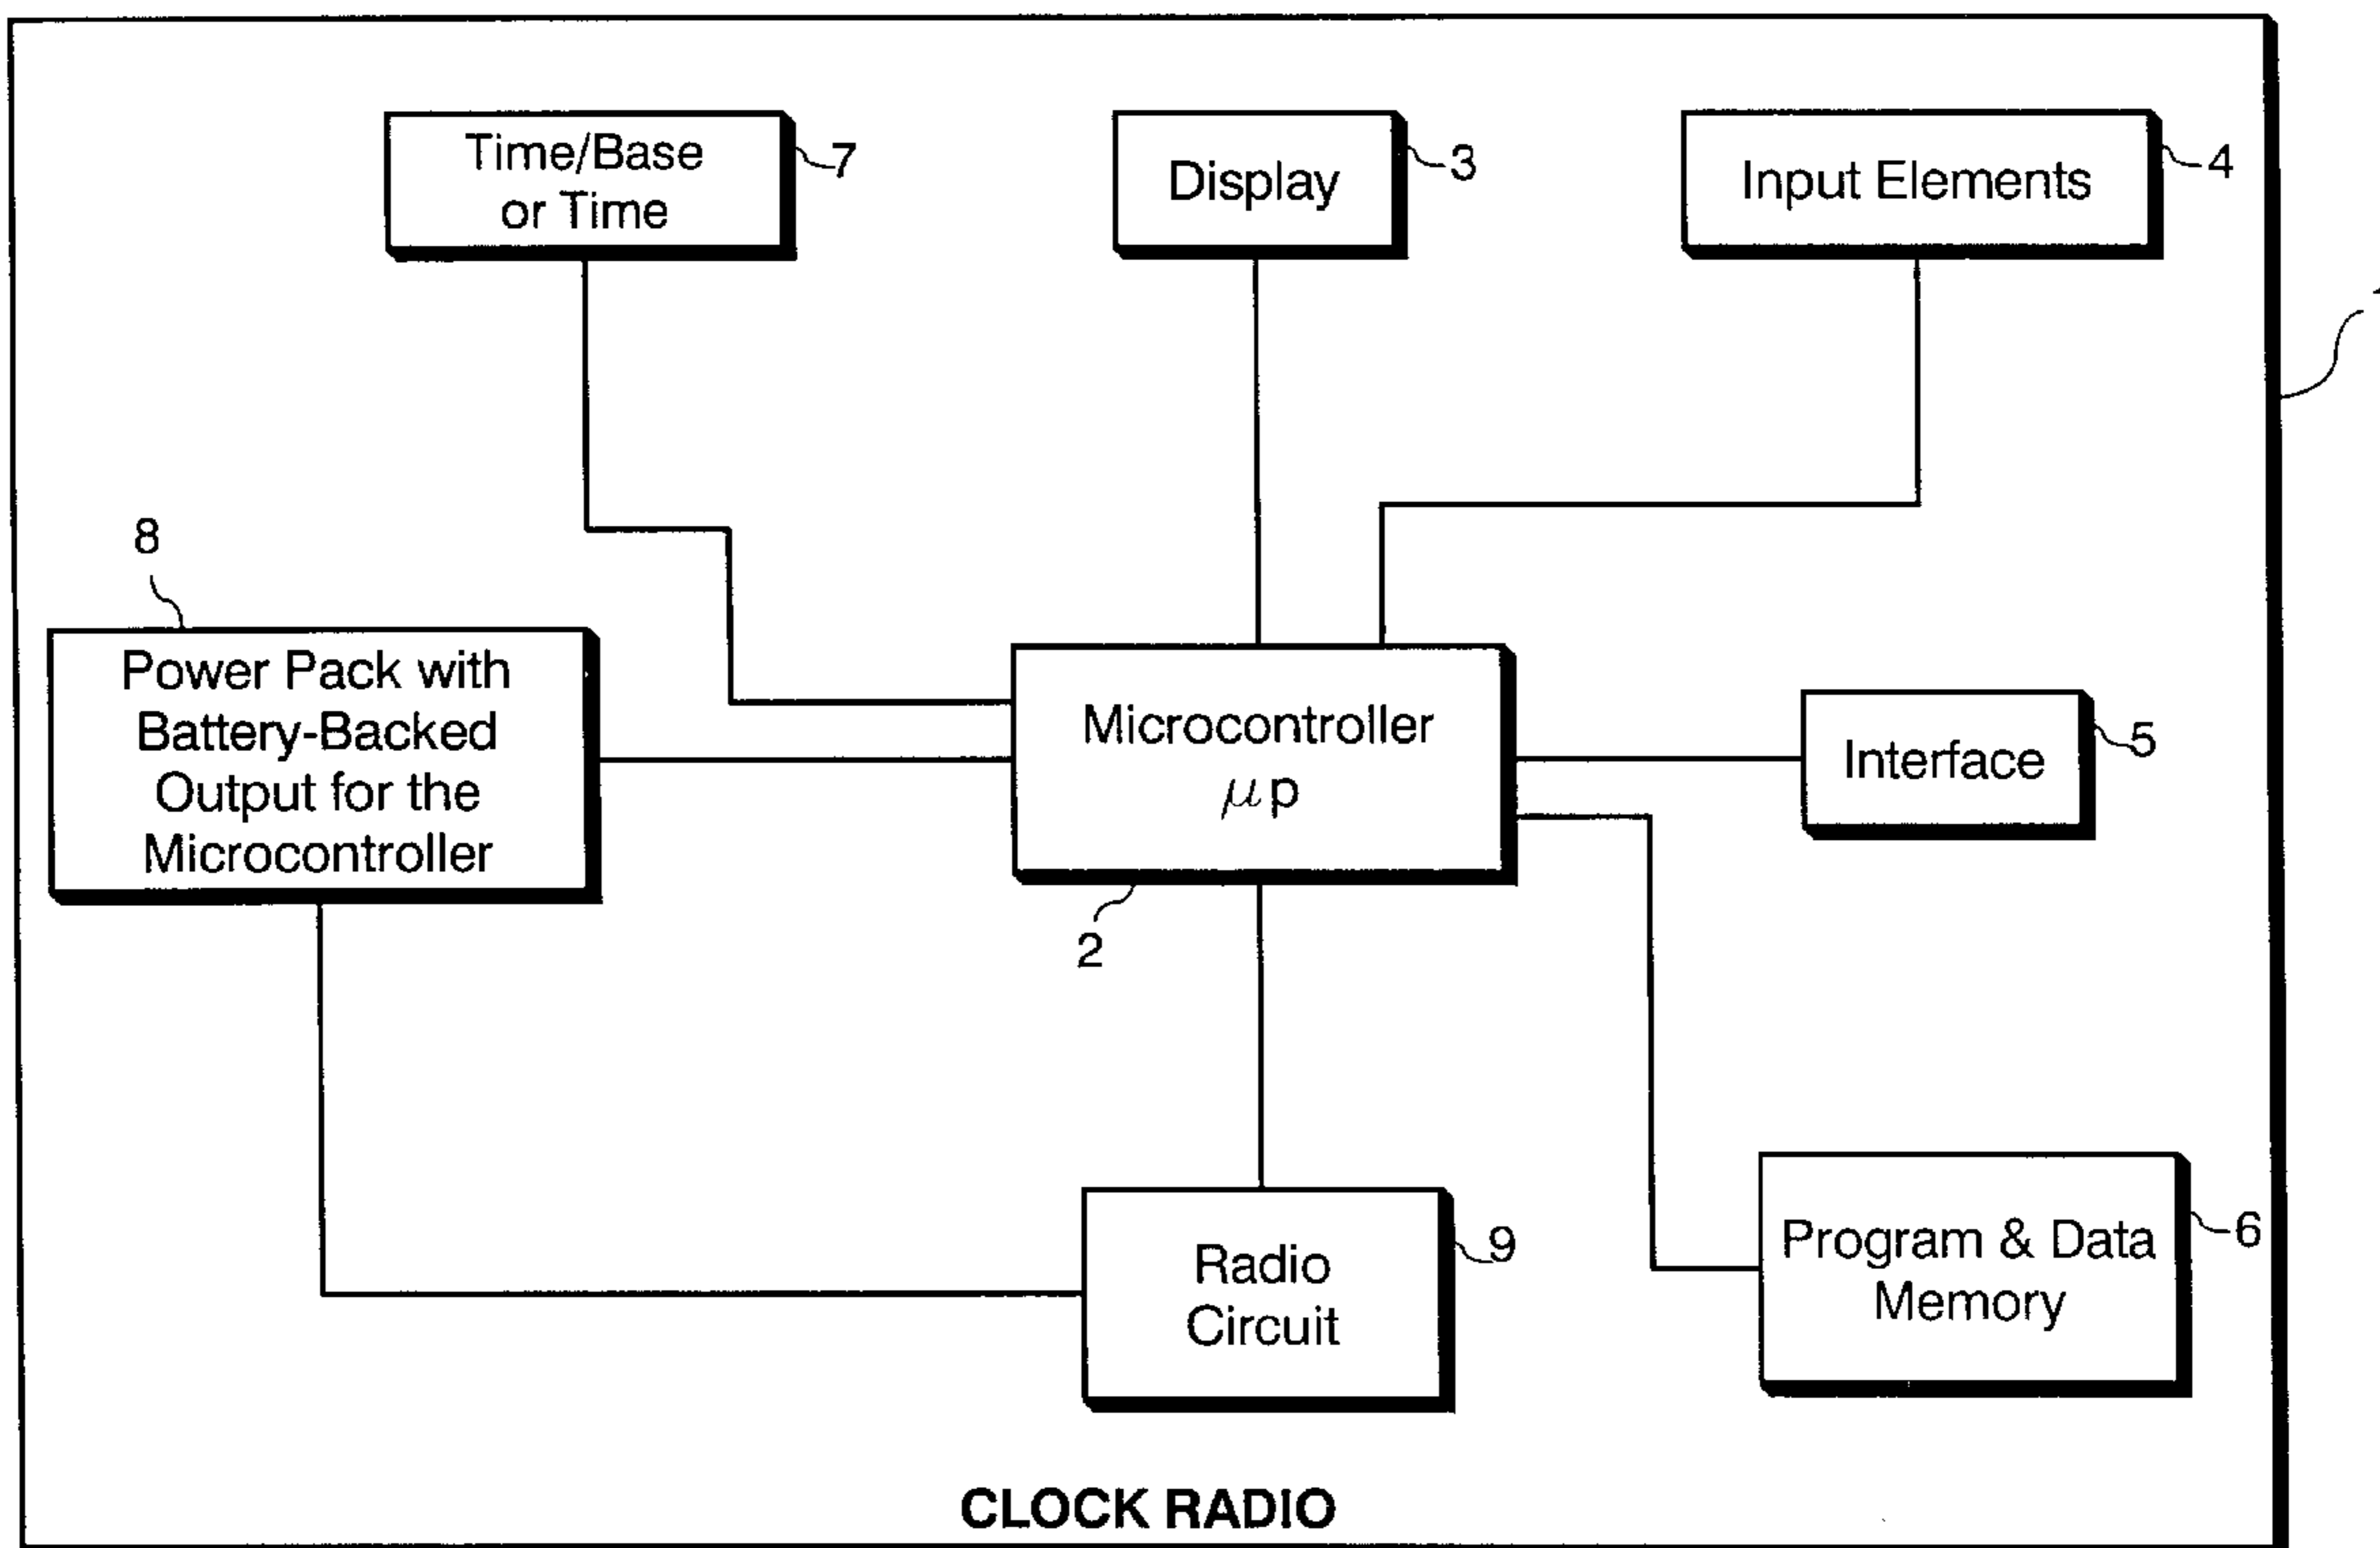 Time/Base
or Time
7
Display
3
Input Elements
4
8
Power Pack with
Battery-Backed
Output for the
Microcontroller
Microcontroller
μp
2
Interface
5
Radio
Circuit
9
Program & Data
Memory
6
CLOCK RADIO